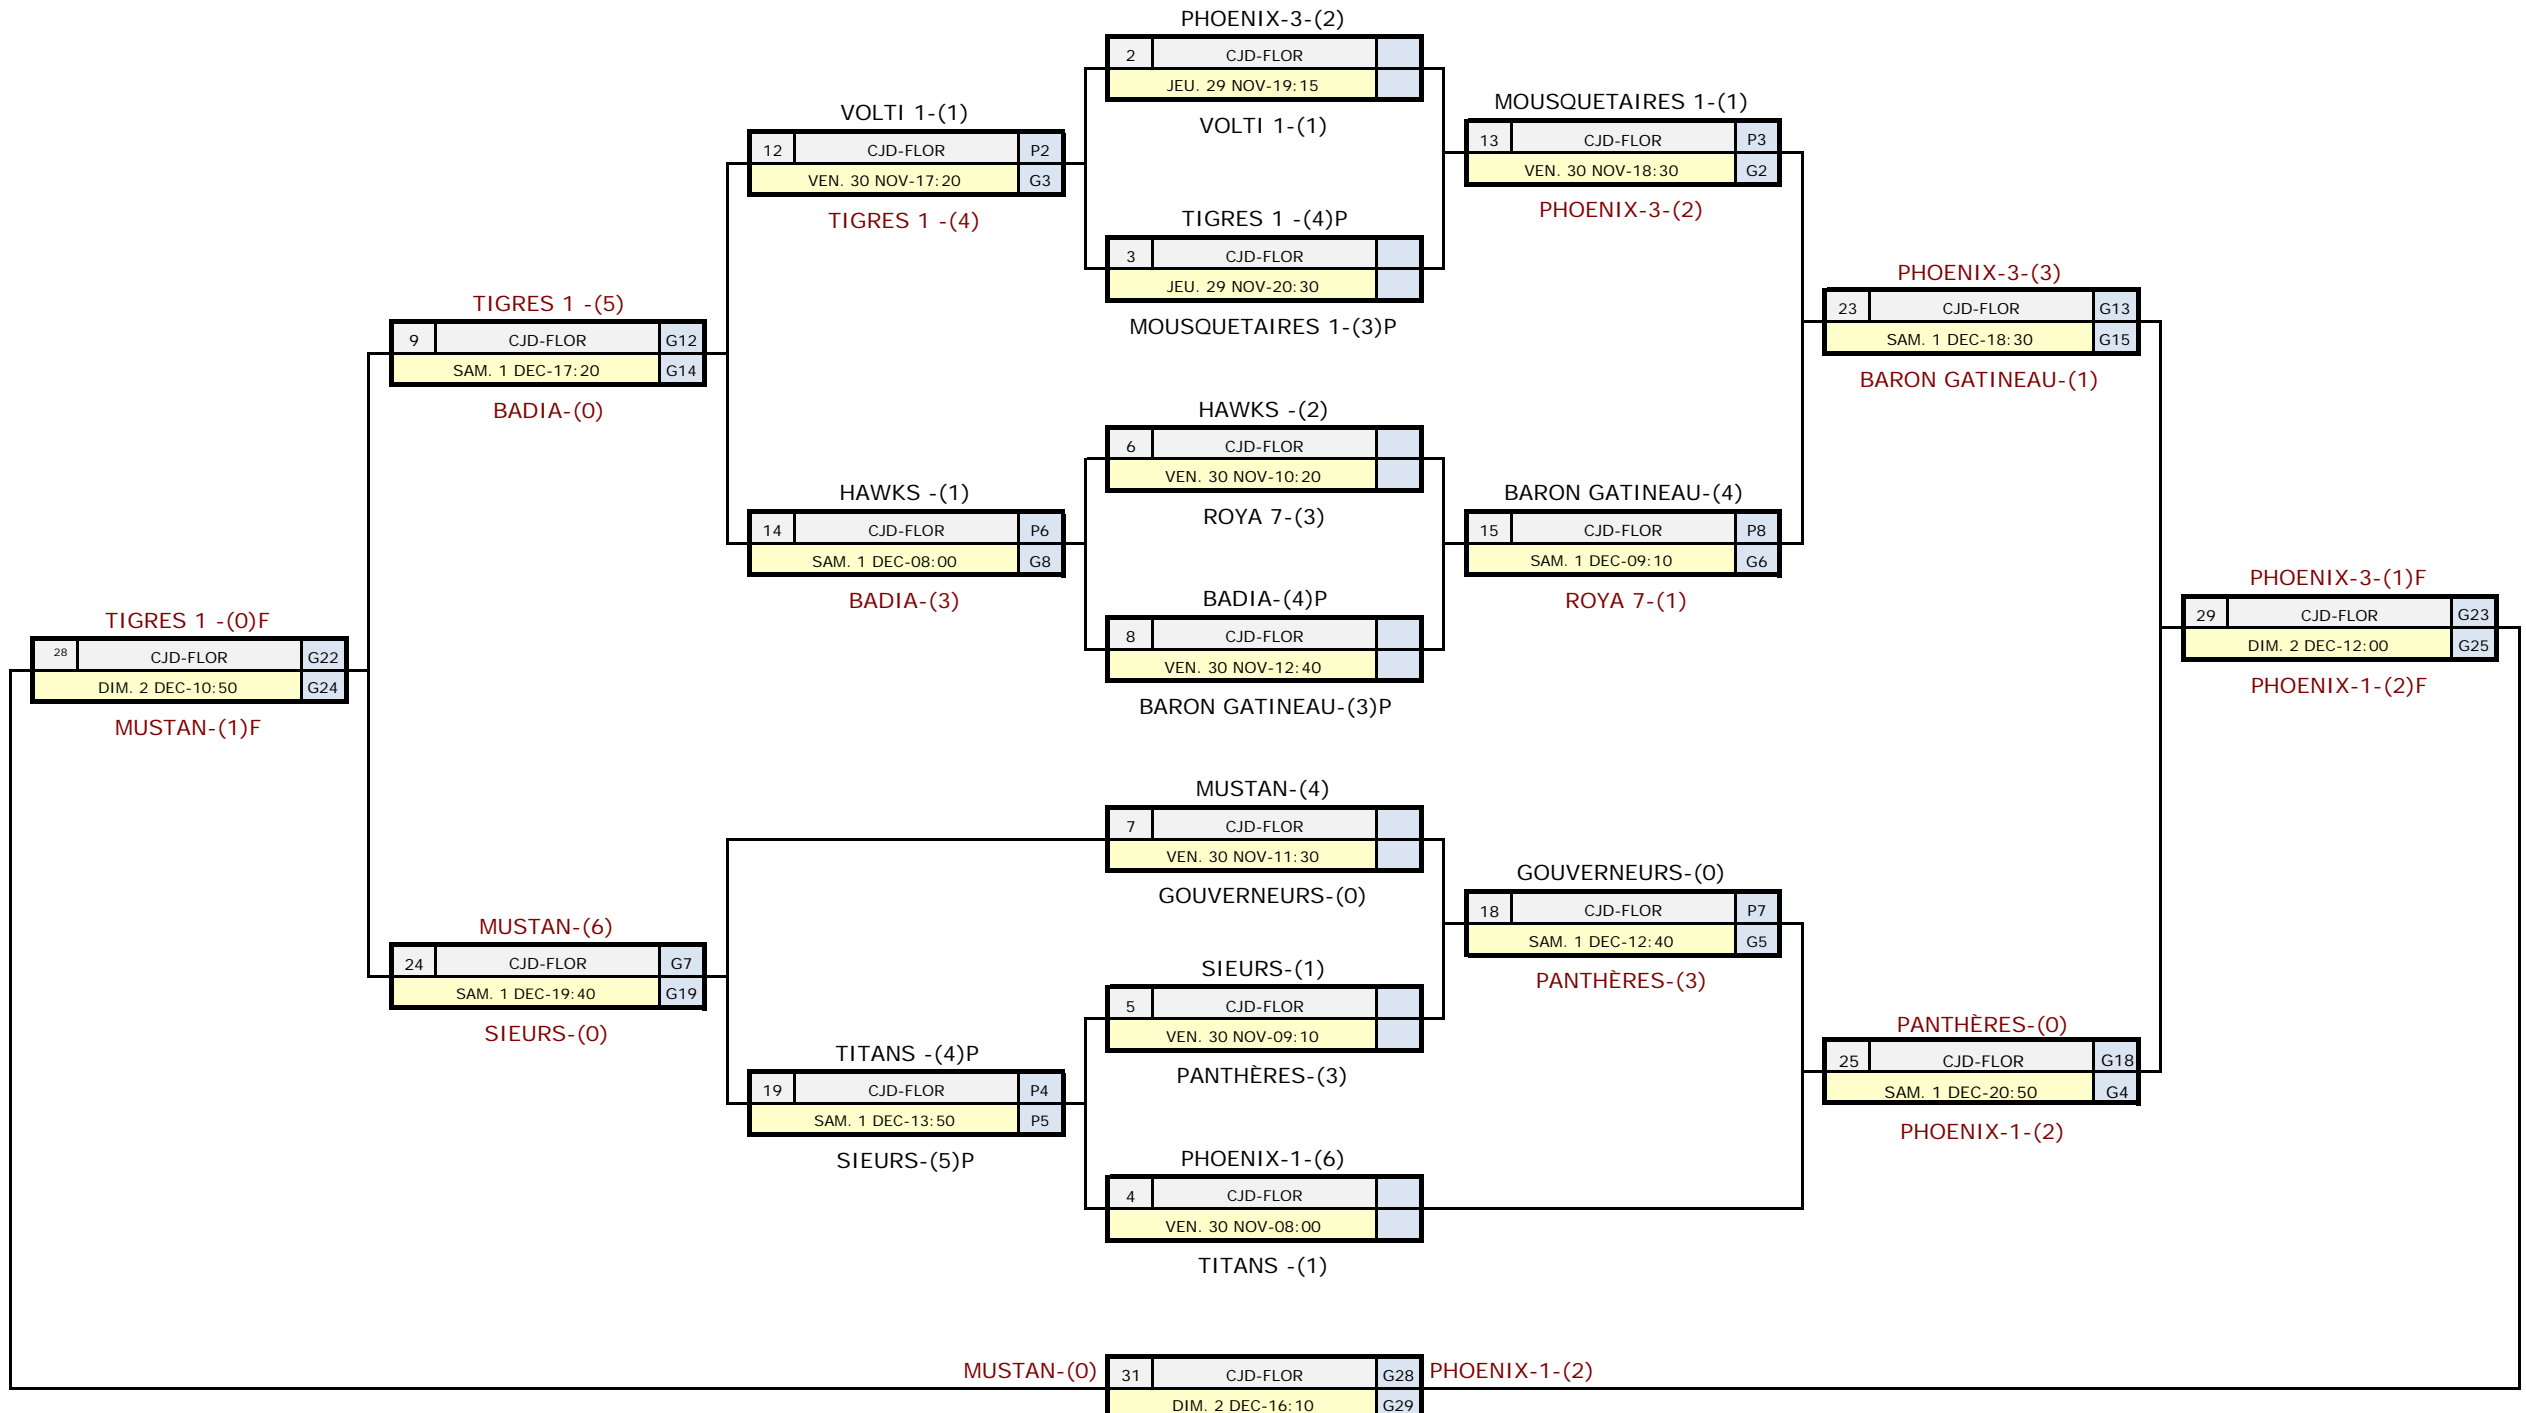 PHOENIX-3-(2)
2 CJD-FLOR
JEU. 29 NOV-19:15
VOLTI 1-(1)
VOLTI 1-(1)
12 CJD-FLOR P2
VEN. 30 NOV-17:20 G3
TIGRES 1 -(4)
MOUSQUETAIRES 1-(1)
13 CJD-FLOR P3
VEN. 30 NOV-18:30 G2
PHOENIX-3-(2)
TIGRES 1 -(4)P
3 CJD-FLOR
JEU. 29 NOV-20:30
MOUSQUETAIRES 1-(3)P
TIGRES 1 -(5)
9 CJD-FLOR G12
SAM. 1 DEC-17:20 G14
BADIA-(0)
PHOENIX-3-(3)
23 CJD-FLOR G13
SAM. 1 DEC-18:30 G15
BARON GATINEAU-(1)
HAWKS -(2)
6 CJD-FLOR
VEN. 30 NOV-10:20
ROYA 7-(3)
HAWKS -(1)
14 CJD-FLOR P6
SAM. 1 DEC-08:00 G8
BADIA-(3)
BARON GATINEAU-(4)
15 CJD-FLOR P8
SAM. 1 DEC-09:10 G6
ROYA 7-(1)
BADIA-(4)P
8 CJD-FLOR
VEN. 30 NOV-12:40
BARON GATINEAU-(3)P
TIGRES 1 -(0)F
28 CJD-FLOR G22
DIM. 2 DEC-10:50 G24
MUSTAN-(1)F
PHOENIX-3-(1)F
29 CJD-FLOR G23
DIM. 2 DEC-12:00 G25
PHOENIX-1-(2)F
MUSTAN-(4)
7 CJD-FLOR
VEN. 30 NOV-11:30
GOUVERNEURS-(0)
GOUVERNEURS-(0)
18 CJD-FLOR P7
SAM. 1 DEC-12:40 G5
PANTHÈRES-(3)
MUSTAN-(6)
24 CJD-FLOR G7
SAM. 1 DEC-19:40 G19
SIEURS-(0)
SIEURS-(1)
5 CJD-FLOR
VEN. 30 NOV-09:10
PANTHÈRES-(3)
TITANS -(4)P
19 CJD-FLOR P4
SAM. 1 DEC-13:50 P5
SIEURS-(5)P
PANTHÈRES-(0)
25 CJD-FLOR G18
SAM. 1 DEC-20:50 G4
PHOENIX-1-(2)
PHOENIX-1-(6)
4 CJD-FLOR
VEN. 30 NOV-08:00
TITANS -(1)
MUSTAN-(0) 31 CJD-FLOR G28 PHOENIX-1-(2)
DIM. 2 DEC-16:10 G29